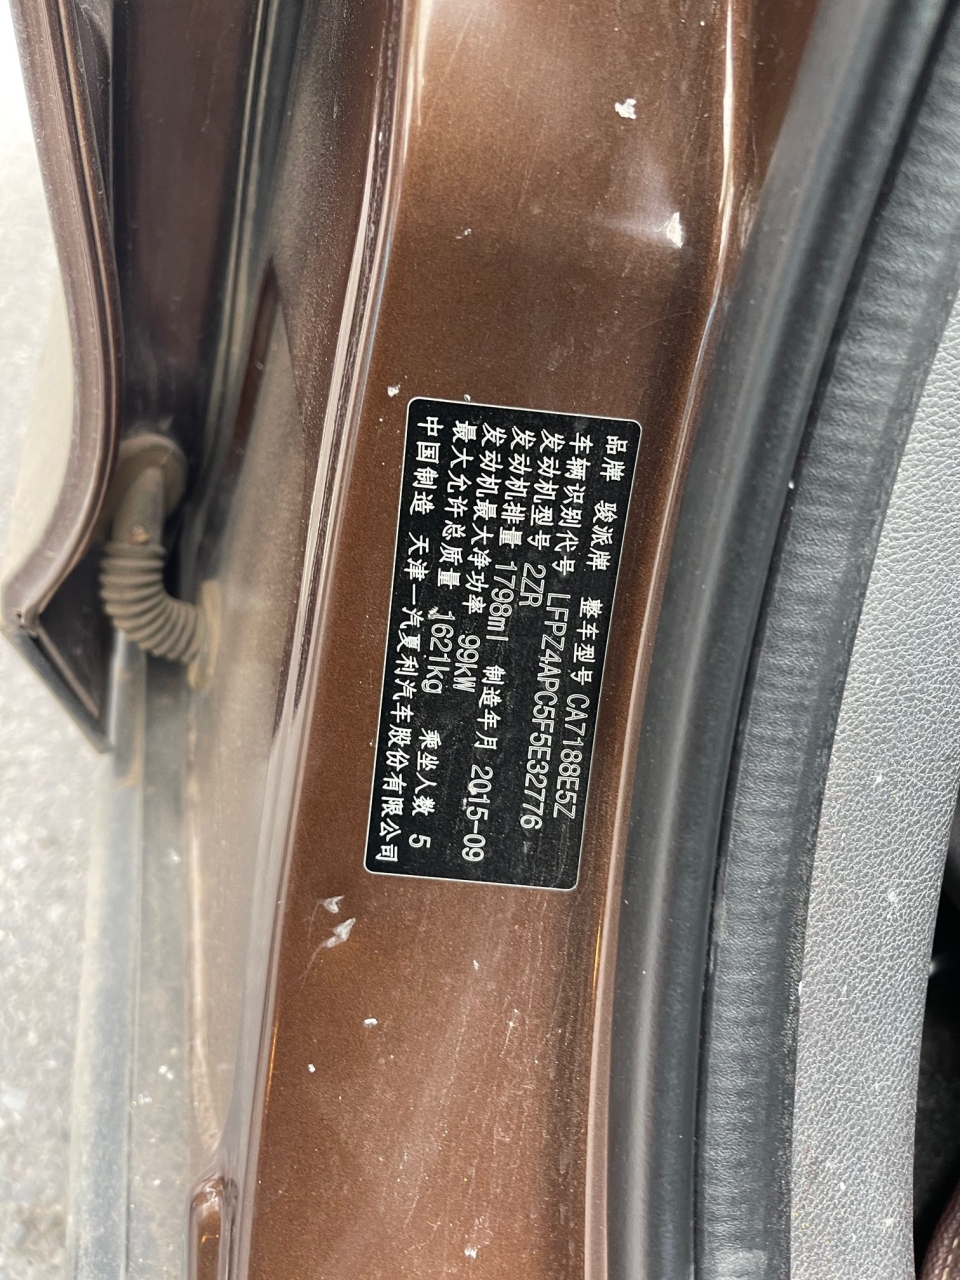 品牌 骏派牌 整车型号 CA7188E5Z
车辆识别代号 LFPZ4APC5F5E32776
发动机型号 2ZR
发动机排量 1798ml 制造年月 2015-09
发动机最大净功率 99kW
最大允许总质量 1621kg 乘坐人数 5
中国制造 天津一汽夏利汽车股份有限公司